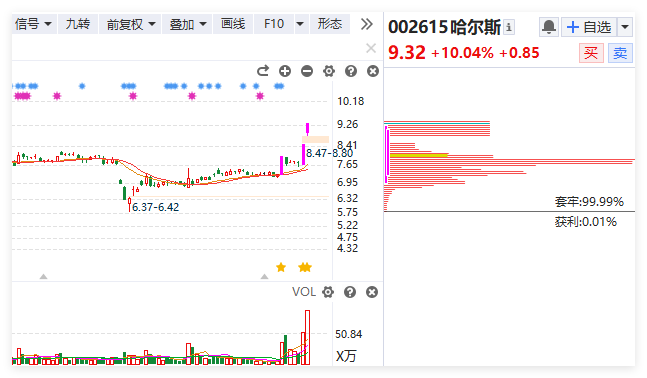 信号 九转 前复权 叠加 画线 F10 形态
002615哈尔斯
自选
9.32 +10.04% +0.85
买 卖
10.18
9.26
8.41
8.47-8.80
7.65
6.95
6.37-6.42
6.32
5.75
5.22
4.75
4.32
套牢:99.99%
获利:0.01%
VOL
50.84
X万